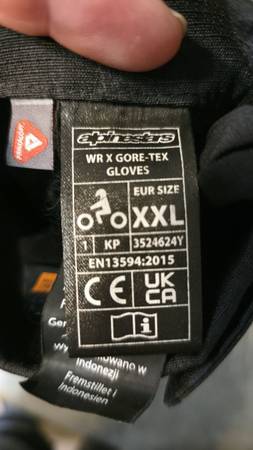 alpinestars
WR X GORE-TEX
GLOVES
EUR SIZE
XXL
1 KP 3524624Y
EN13594:2015
CE UK
CA
i
PRIMALOFT
Indonezji
Fremstillet i
Indonesien